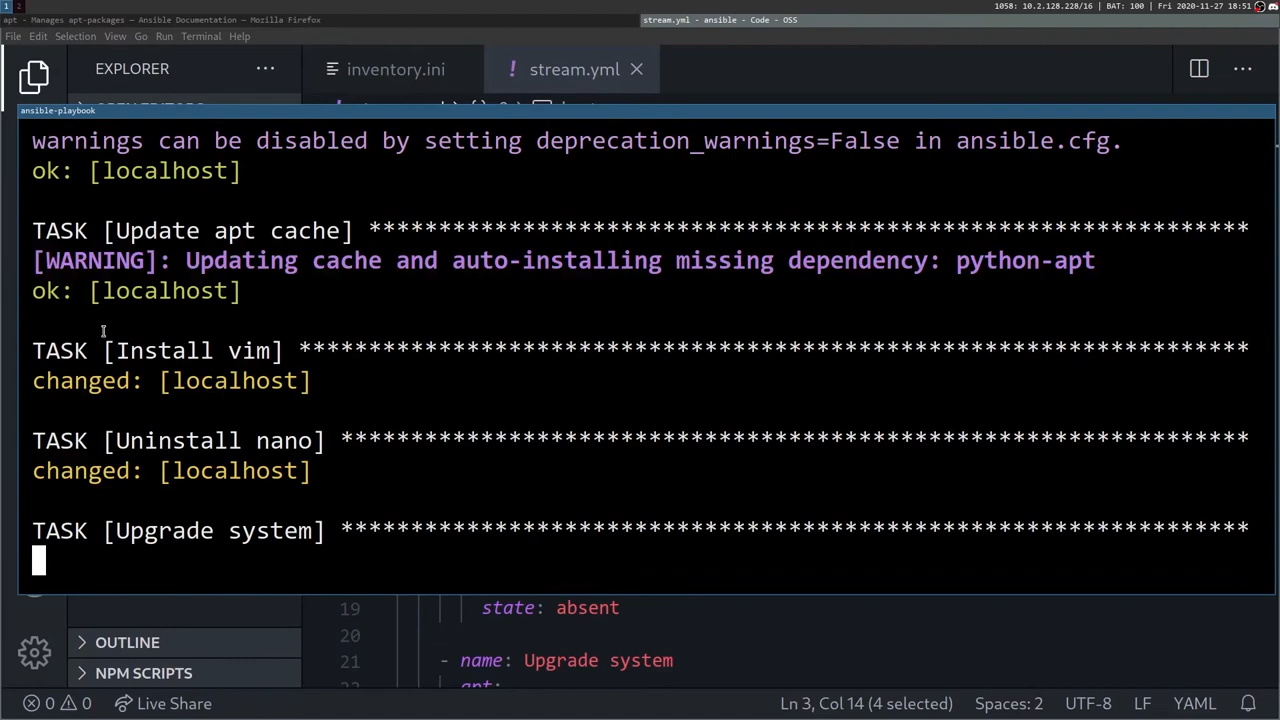 1 2
1058: 10.2.128.228/16 | BAT: 100 | Fri 2020-11-27 18:51
apt - Manages apt-packages — Ansible Documentation — Mozilla Firefox
stream.yml - ansible - Code - OSS
File Edit Selection View Go Run Terminal Help
EXPLORER ...
inventory.ini
! stream.yml
ansible-playbook
warnings can be disabled by setting deprecation_warnings=False in ansible.cfg.
ok: [localhost]
TASK [Update apt cache] ***************************************************************
[WARNING]: Updating cache and auto-installing missing dependency: python-apt
ok: [localhost]
TASK [Install vim] ********************************************************************
changed: [localhost]
TASK [Uninstall nano] *****************************************************************
changed: [localhost]
TASK [Upgrade system] *****************************************************************
19 state: absent
20
21 - name: Upgrade system
apt:
OUTLINE
NPM SCRIPTS
0 0 Live Share
Ln 3, Col 14 (4 selected) Spaces: 2 UTF-8 LF YAML